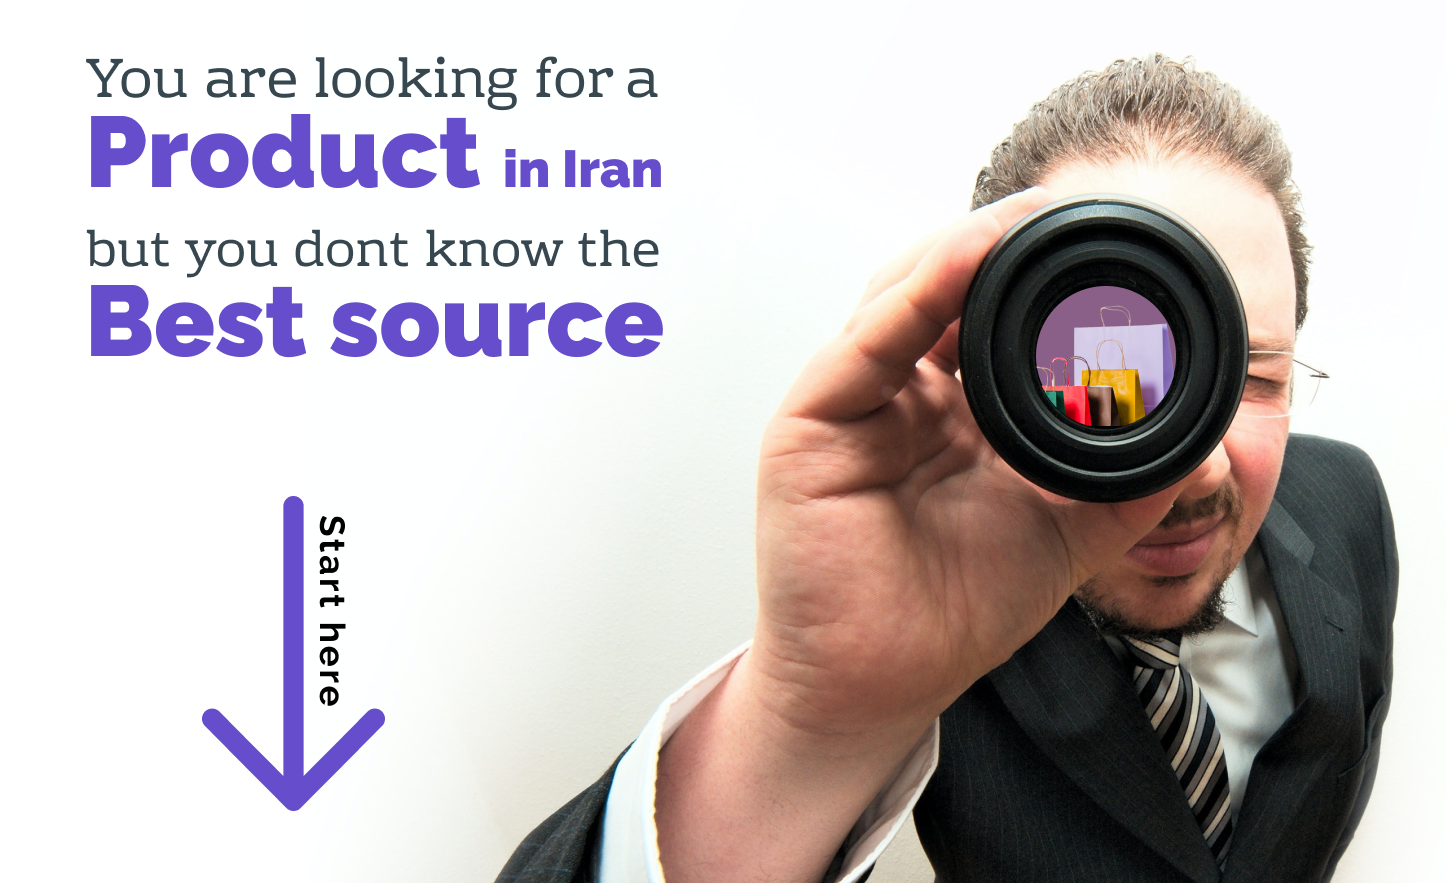 You are looking for a
Product in Iran
but you dont know the
Best source
Start here